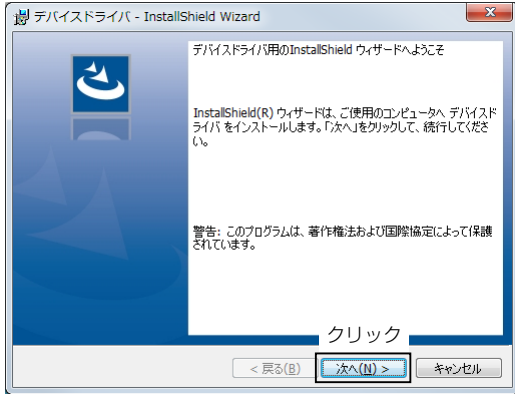 デバイスドライバ - InstallShield Wizard
デバイスドライバ用のInstallShield ウィザードへようこそ
InstallShield(R) ウィザードは、ご使用のコンピュータへ デバイスド
ライバ をインストールします。「次へ」をクリックして、続行してくださ
い。
警告: このプログラムは、著作権法および国際協定によって保護
されています。
クリック
< 戻る(B)
次へ(N) >
キャンセル